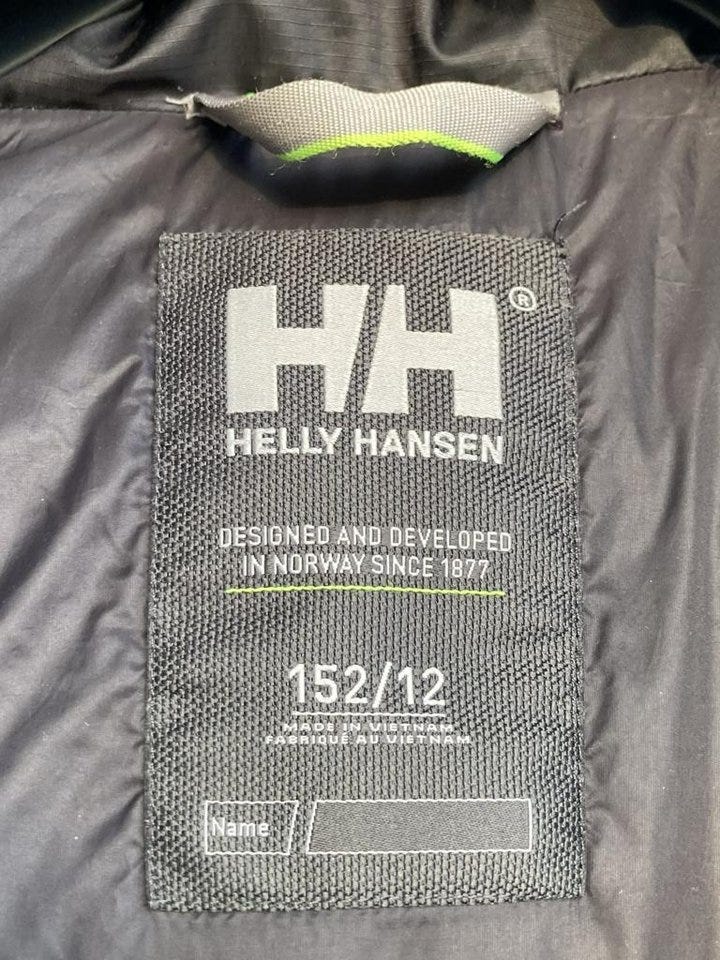 HH®
HELLY HANSEN
DESIGNED AND DEVELOPED
IN NORWAY SINCE 1877
152/12
MADE IN VIETNAM
FABRIQUÉ AU VIETNAM
Name